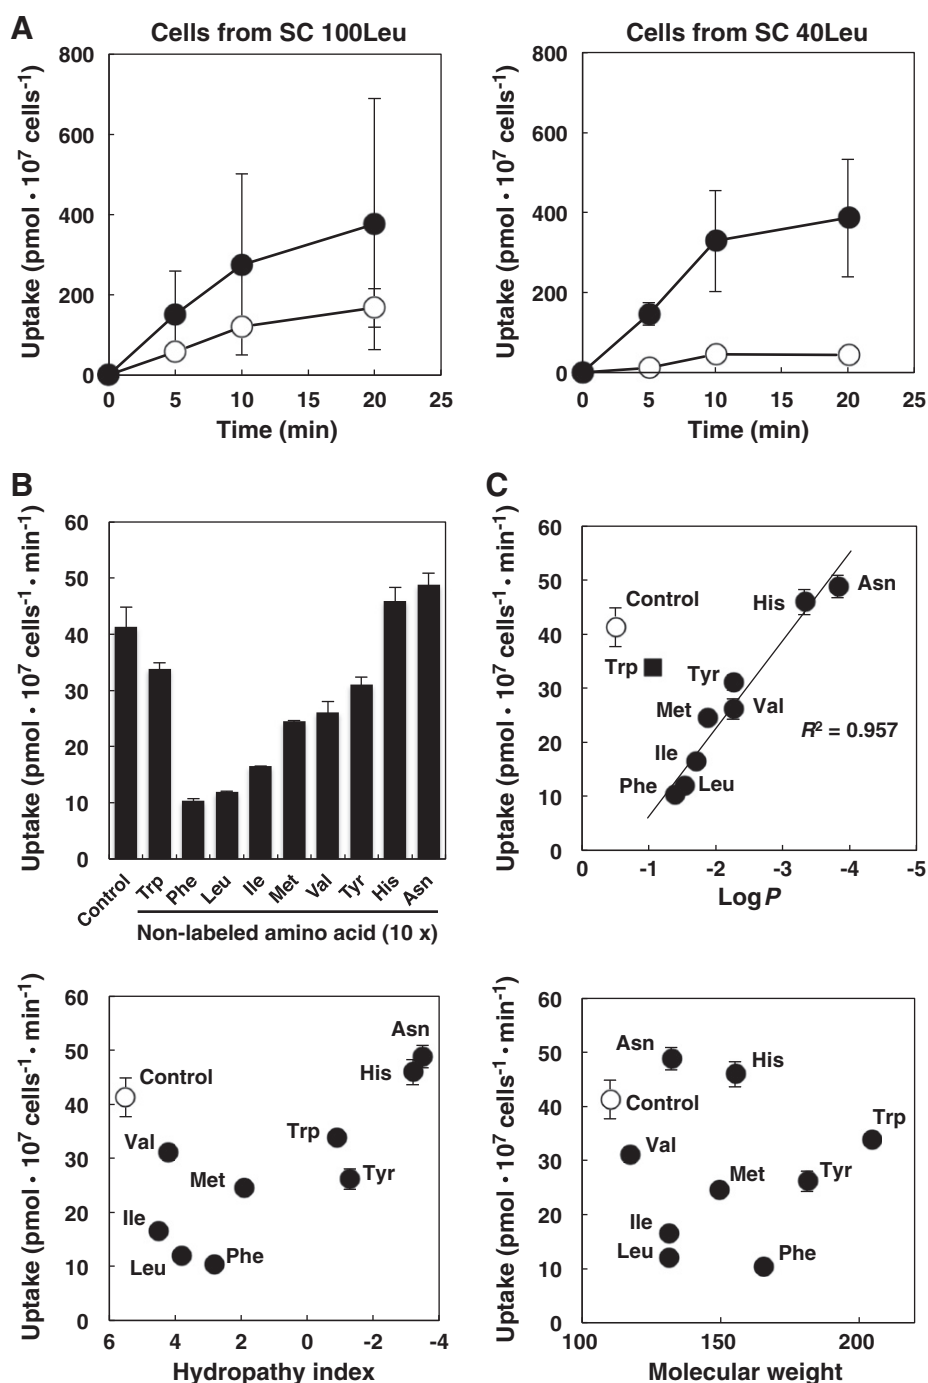 A
Cells from SC 100Leu
Cells from SC 40Leu
Uptake (pmol • 10⁷ cells⁻¹)
800
600
400
200
0
0 5 10 15 20 25
Time (min)
Uptake (pmol • 10⁷ cells⁻¹)
800
600
400
200
0
0 5 10 15 20 25
Time (min)
B
Uptake (pmol • 10⁷ cells⁻¹ • min⁻¹)
60
50
40
30
20
10
0
Control Trp Phe Leu Ile Met Val Tyr His Asn
Non-labeled amino acid (10 x)
C
Uptake (pmol • 10⁷ cells⁻¹ • min⁻¹)
60
50
40
30
20
10
0
Control
His
Asn
Trp
Tyr
Met
Val
R² = 0.957
Ile
Phe
Leu
0 -1 -2 -3 -4 -5
Log P
Uptake (pmol • 10⁷ cells⁻¹ • min⁻¹)
60
50
40
30
20
10
0
Asn
Control
His
Val
Trp
Met
Tyr
Ile
Leu
Phe
6 4 2 0 -2 -4
Hydropathy index
Uptake (pmol • 10⁷ cells⁻¹ • min⁻¹)
60
50
40
30
20
10
0
Asn
His
Control
Trp
Val
Met
Tyr
Ile
Leu
Phe
100 150 200
Molecular weight